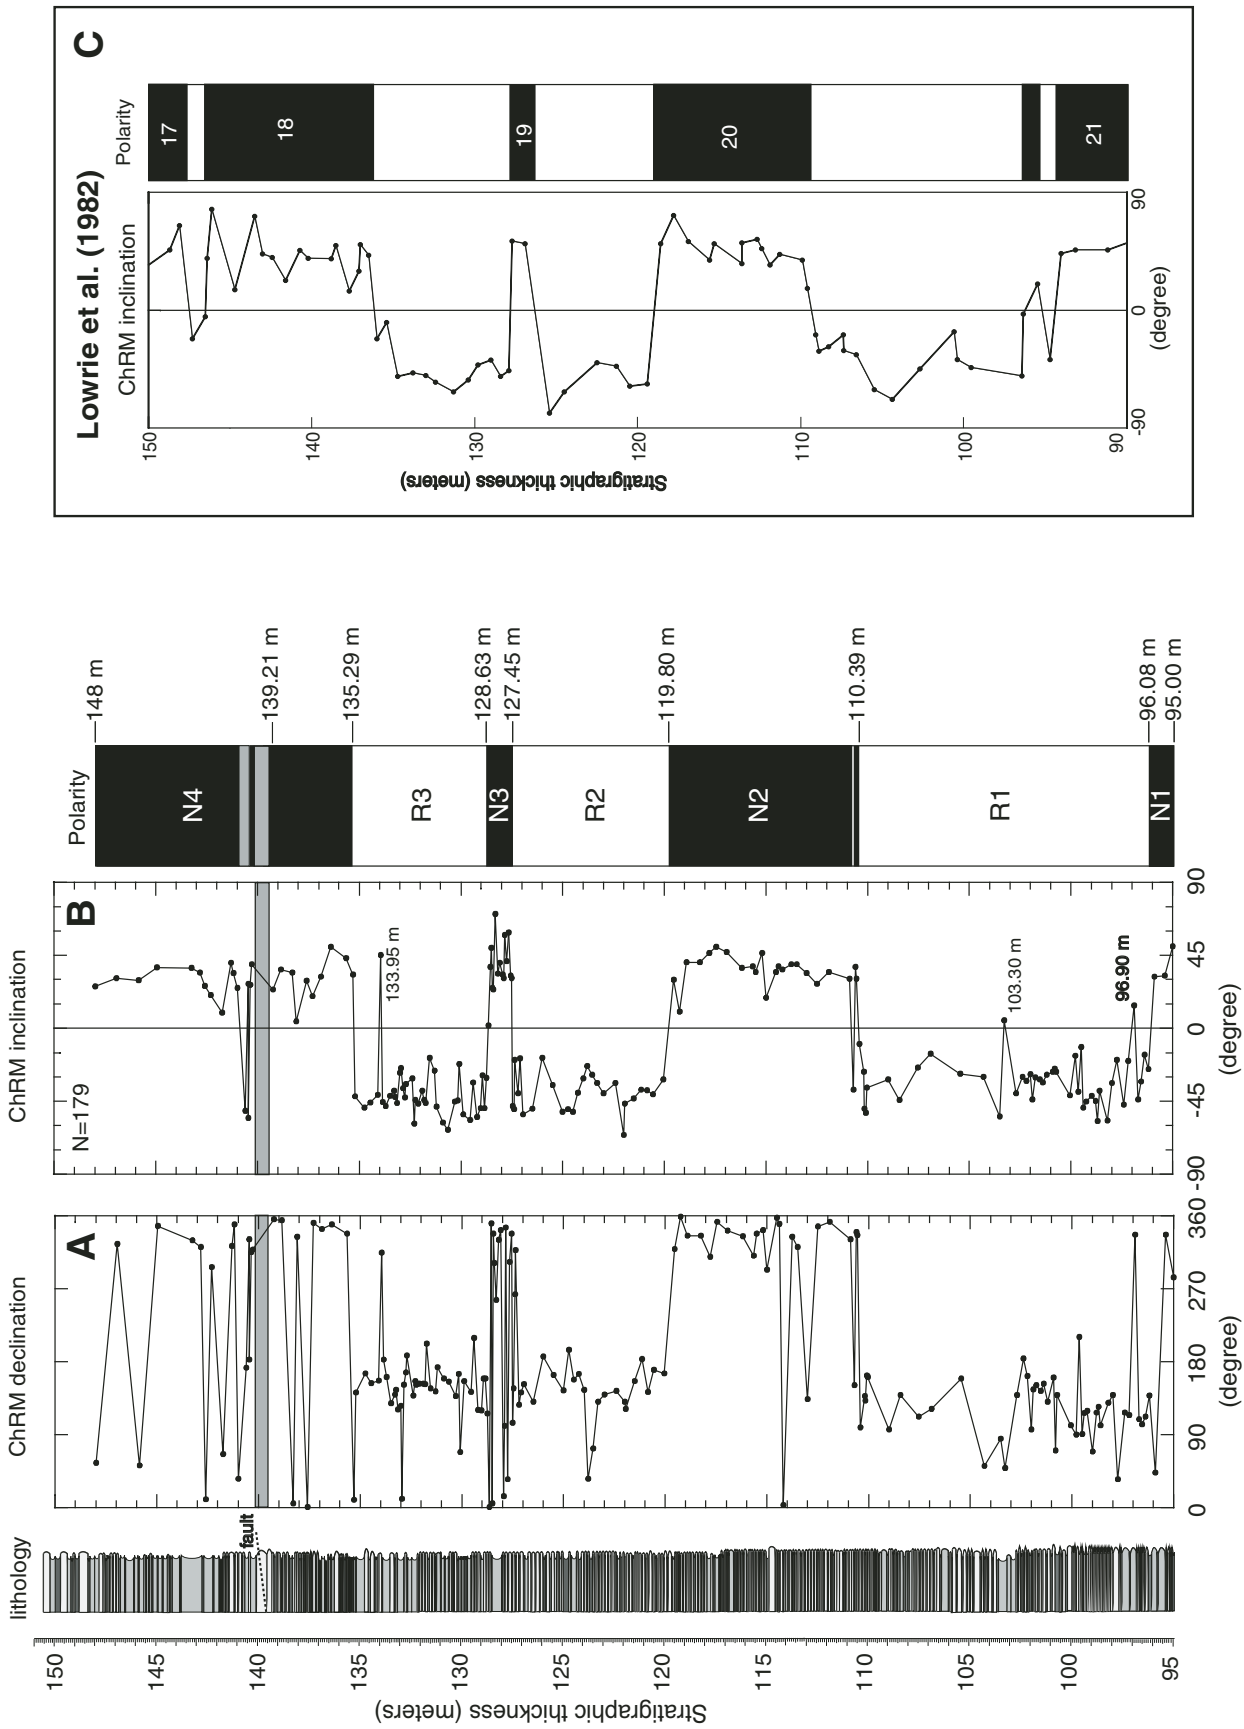 lithology
fault
Stratigraphic thickness (meters)
150
145
140
135
130
125
120
115
110
105
100
95
ChRM declination
A
0
90
180
270
360
(degree)
ChRM inclination
B
N=179
133.95 m
103.30 m
96.90 m
-90
-45
0
45
90
(degree)
Polarity
N4
R3
N3
R2
N2
R1
N1
148 m
139.21 m
135.29 m
128.63 m
127.45 m
119.80 m
110.39 m
96.08 m
95.00 m
Lowrie et al. (1982)
C
ChRM inclination
Polarity
Stratigraphic thickness (meters)
150
140
130
120
110
100
90
-90
0
90
(degree)
17
18
19
20
21